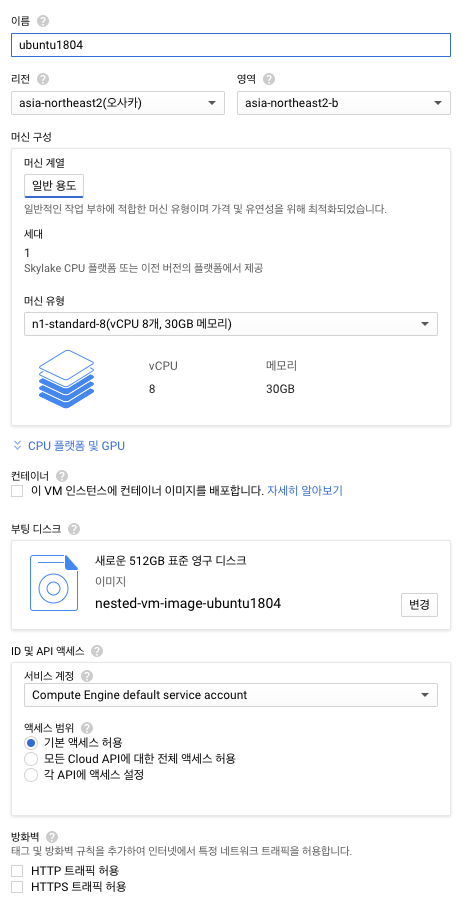 이름 ?
ubuntu1804
리전 ? 영역 ?
asia-northeast2(오사카) asia-northeast2-b
머신 구성
머신 계열
일반 용도
일반적인 작업 부하에 적합한 머신 유형이며 가격 및 유연성을 위해 최적화되었습니다.
세대
1
Skylake CPU 플랫폼 또는 이전 버전의 플랫폼에서 제공
머신 유형
n1-standard-8(vCPU 8개, 30GB 메모리)
vCPU 메모리
8 30GB
CPU 플랫폼 및 GPU
컨테이너 ?
이 VM 인스턴스에 컨테이너 이미지를 배포합니다. 자세히 알아보기
부팅 디스크 ?
새로운 512GB 표준 영구 디스크
이미지
nested-vm-image-ubuntu1804
변경
ID 및 API 액세스 ?
서비스 계정 ?
Compute Engine default service account
액세스 범위 ?
기본 액세스 허용
모든 Cloud API에 대한 전체 액세스 허용
각 API에 액세스 설정
방화벽 ?
태그 및 방화벽 규칙을 추가하여 인터넷에서 특정 네트워크 트래픽을 허용합니다.
HTTP 트래픽 허용
HTTPS 트래픽 허용